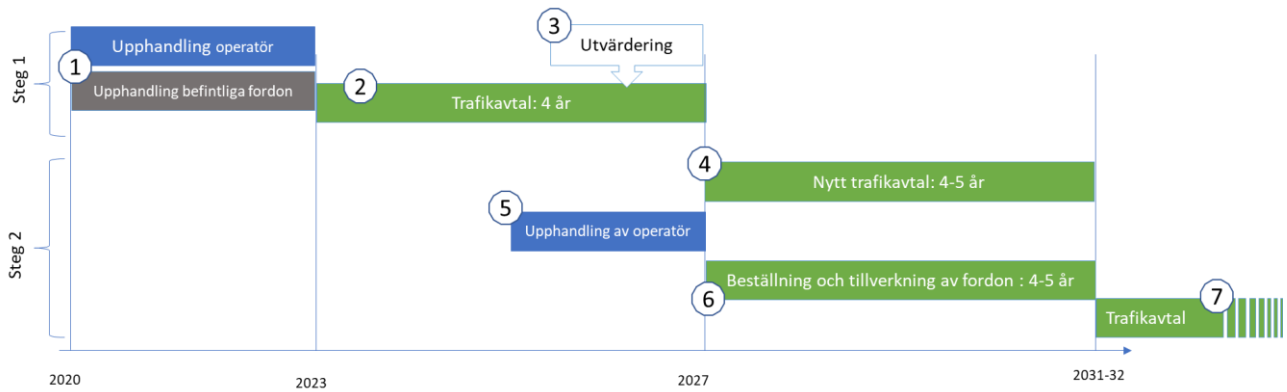 Steg 1
1
Upphandling operatör
Upphandling befintliga fordon
2
Trafikavtal: 4 år
3
Utvärdering
Steg 2
4
Nytt trafikavtal: 4-5 år
5
Upphandling av operatör
6
Beställning och tillverkning av fordon : 4-5 år
7
Trafikavtal
2020
2023
2027
2031-32